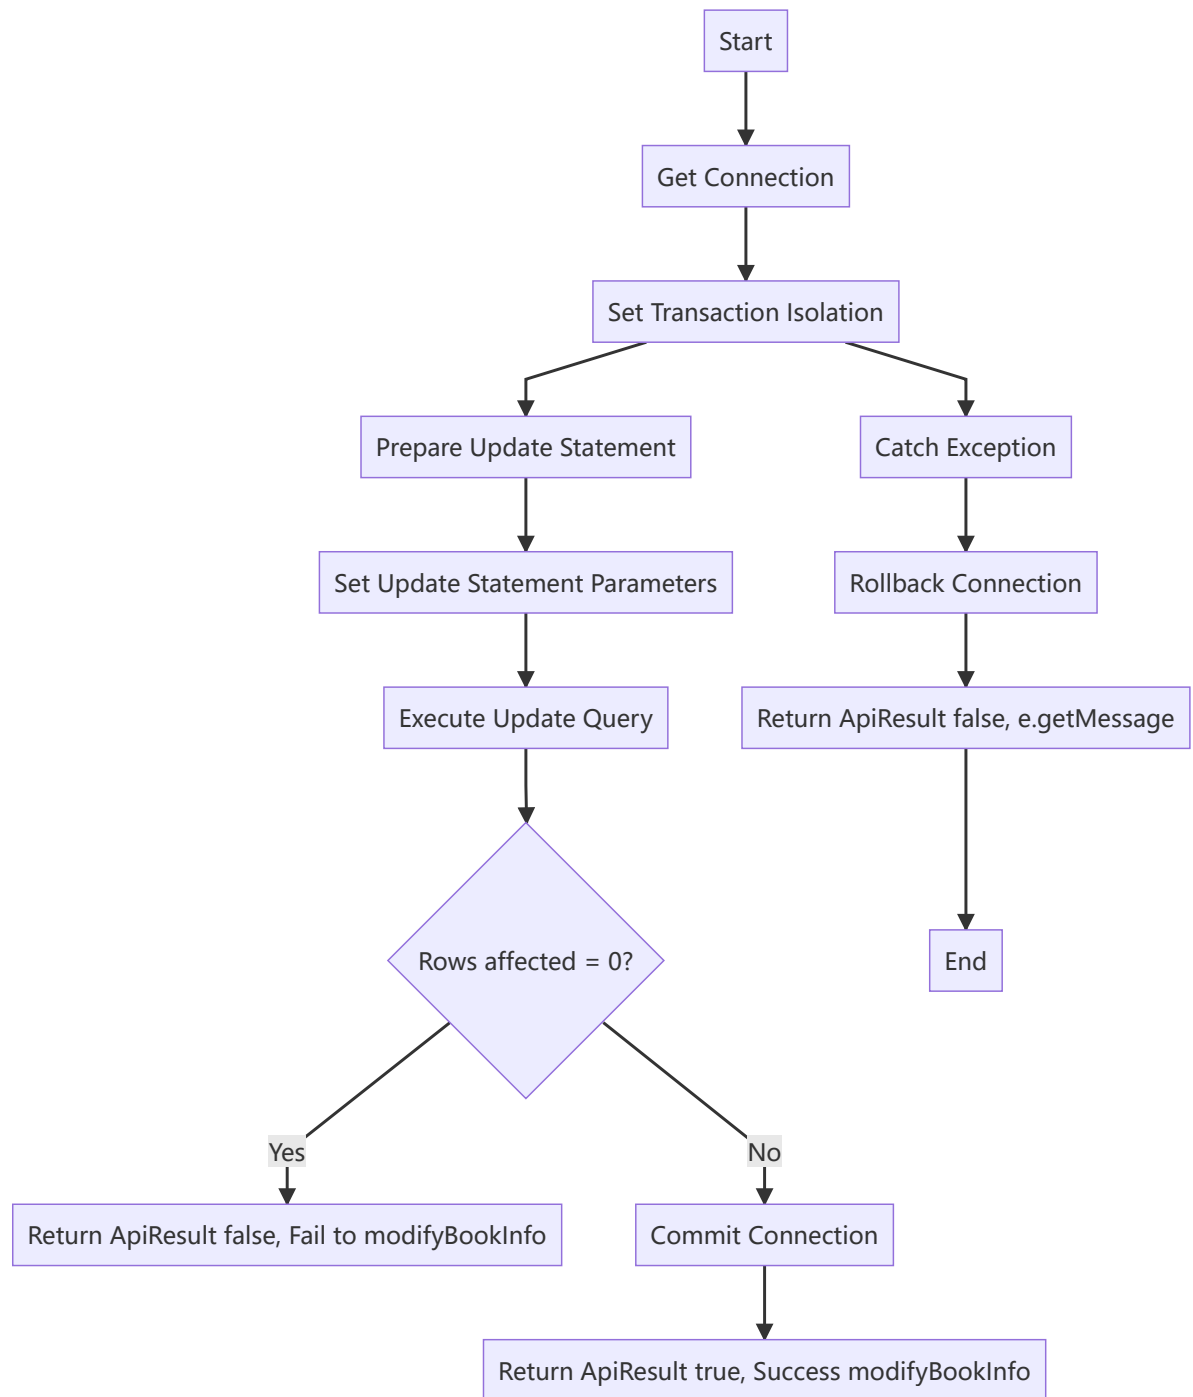 Start
Get Connection
Set Transaction Isolation
Prepare Update Statement
Catch Exception
Set Update Statement Parameters
Rollback Connection
Execute Update Query
Return ApiResult false, e.getMessage
Rows affected = 0?
End
Yes
No
Return ApiResult false, Fail to modifyBookInfo
Commit Connection
Return ApiResult true, Success modifyBookInfo